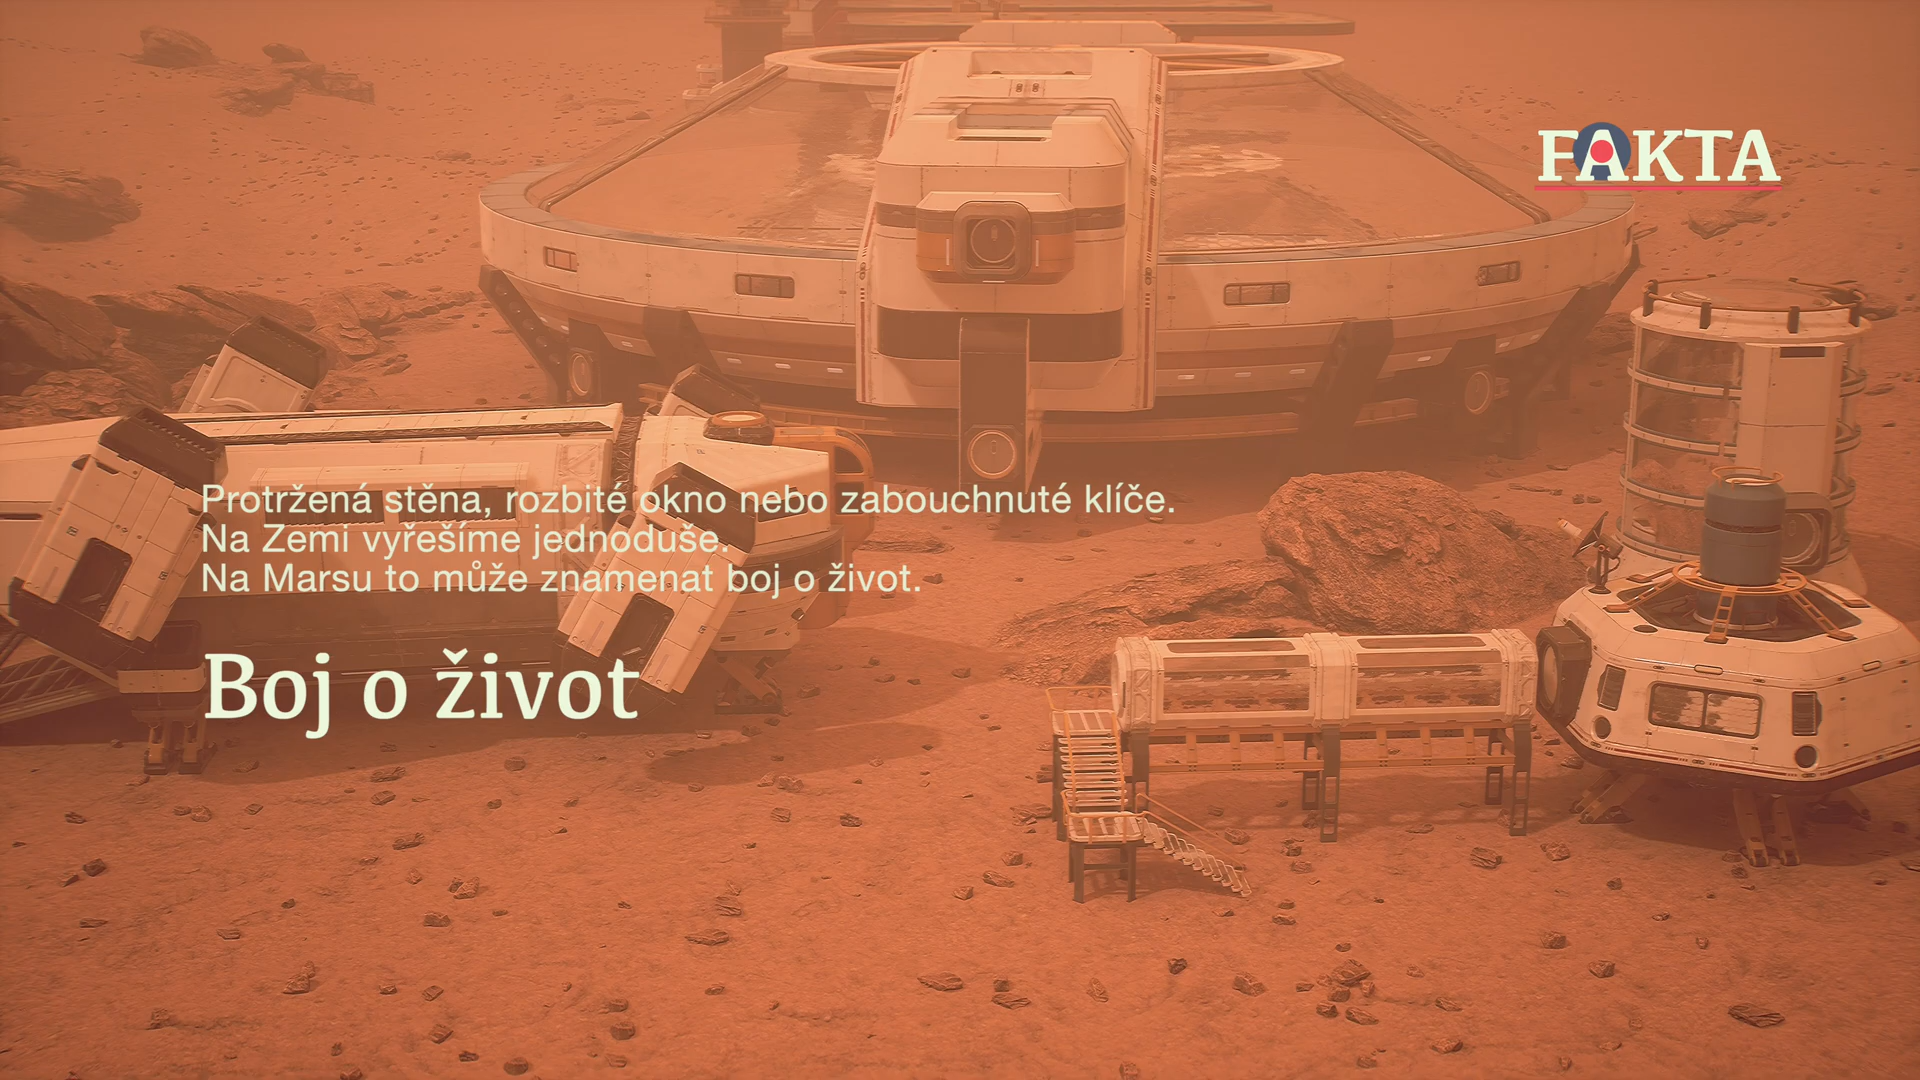 FAKTA
Protržená stěna, rozbité okno nebo zabouchnuté klíče.
Na Zemi vyřešíme jednoduše.
Na Marsu to může znamenat boj o život.
Boj o život